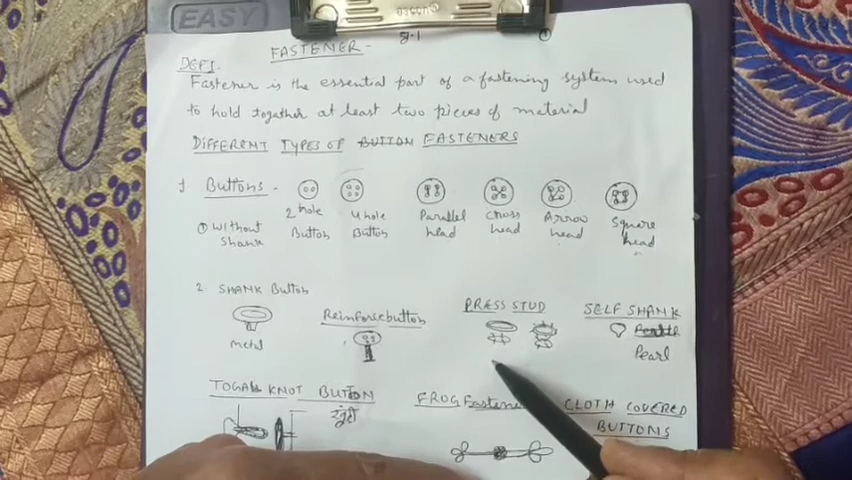 EASY
FASTENER -
DEFI.
Fastener is the essential part of a fastening system used
to hold together at least two pieces of material
DIFFERENT TYPES OF BUTTON FASTENERS
1 Buttons -
① Without Shank
2 hole Button
4 hole Button
Parallel head
Cross head
Arrow head
Square head
2 SHANK Button
Metal
Reinforse button
PRESS STUD
SELF SHANK
Pearl
TOGAL KNOT BUTTON
FROG Fastener
CLOTH COVERED
BUTTONS